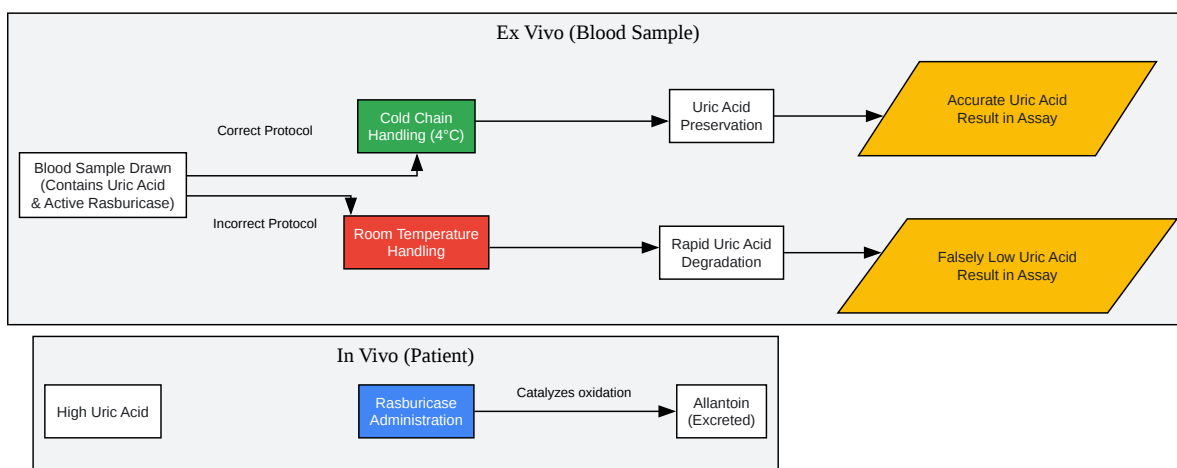 Ex Vivo (Blood Sample)
Blood Sample Drawn
(Contains Uric Acid
& Active Rasburicase)
Correct Protocol
Incorrect Protocol
Cold Chain
Handling (4°C)
Uric Acid
Preservation
Accurate Uric Acid
Result in Assay
Room Temperature
Handling
Rapid Uric Acid
Degradation
Falsely Low Uric Acid
Result in Assay
In Vivo (Patient)
High Uric Acid
Rasburicase
Administration
Catalyzes oxidation
Allantoin
(Excreted)